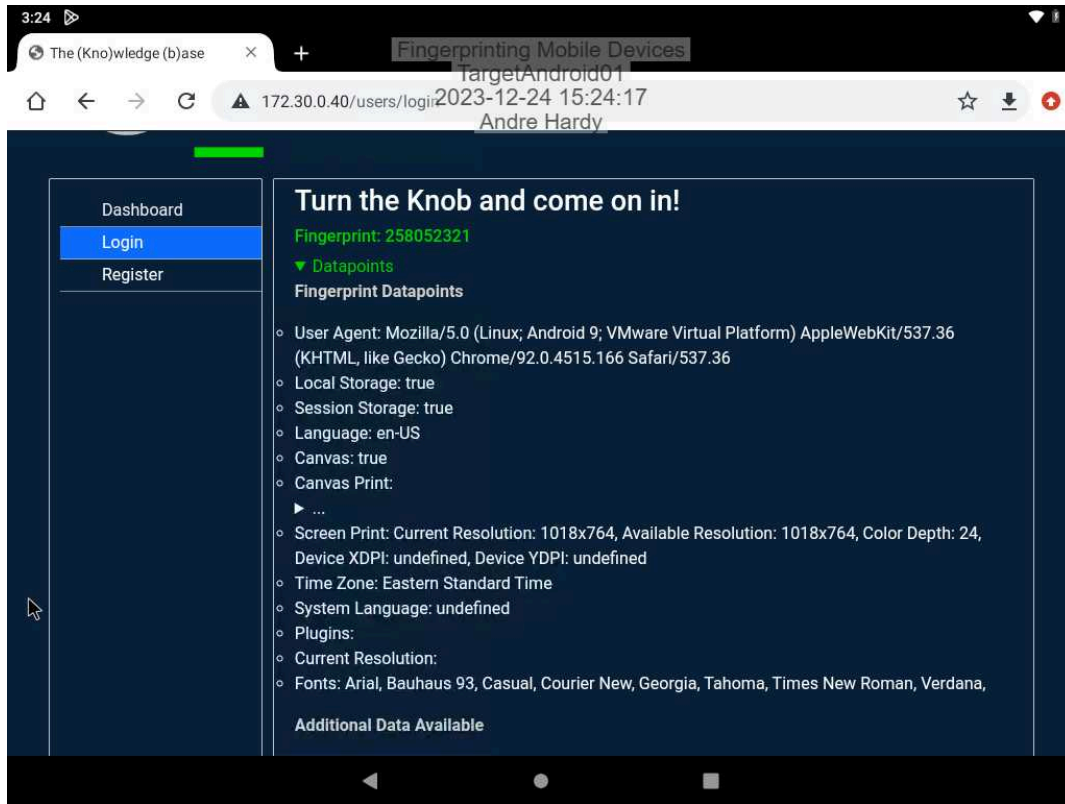 3:24
The (Kno)wledge (b)ase
Fingerprinting Mobile Devices
TargetAndroid01
172.30.0.40/users/login
2023-12-24 15:24:17
Andre Hardy
Dashboard
Login
Register
Turn the Knob and come on in!
Fingerprint: 258052321
▼ Datapoints
Fingerprint Datapoints
User Agent: Mozilla/5.0 (Linux; Android 9; VMware Virtual Platform) AppleWebKit/537.36
(KHTML, like Gecko) Chrome/92.0.4515.166 Safari/537.36
Local Storage: true
Session Storage: true
Language: en-US
Canvas: true
Canvas Print:
▶ ...
Screen Print: Current Resolution: 1018x764, Available Resolution: 1018x764, Color Depth: 24,
Device XDPI: undefined, Device YDPI: undefined
Time Zone: Eastern Standard Time
System Language: undefined
Plugins:
Current Resolution:
Fonts: Arial, Bauhaus 93, Casual, Courier New, Georgia, Tahoma, Times New Roman, Verdana,
Additional Data Available